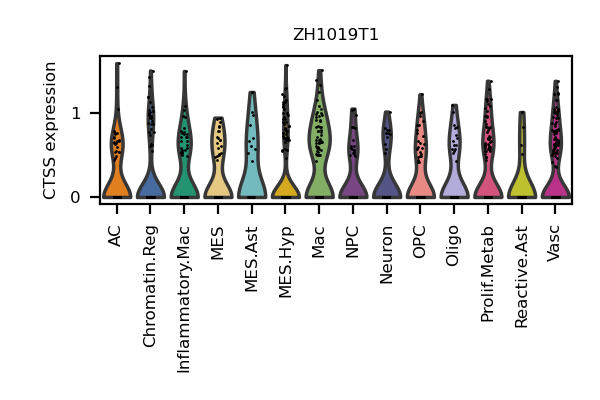 ZH1019T1
CTSS expression
1
0
AC
Chromatin.Reg
Inflammatory.Mac
MES
MES.Ast
MES.Hyp
Mac
NPC
Neuron
OPC
Oligo
Prolif.Metab
Reactive.Ast
Vasc